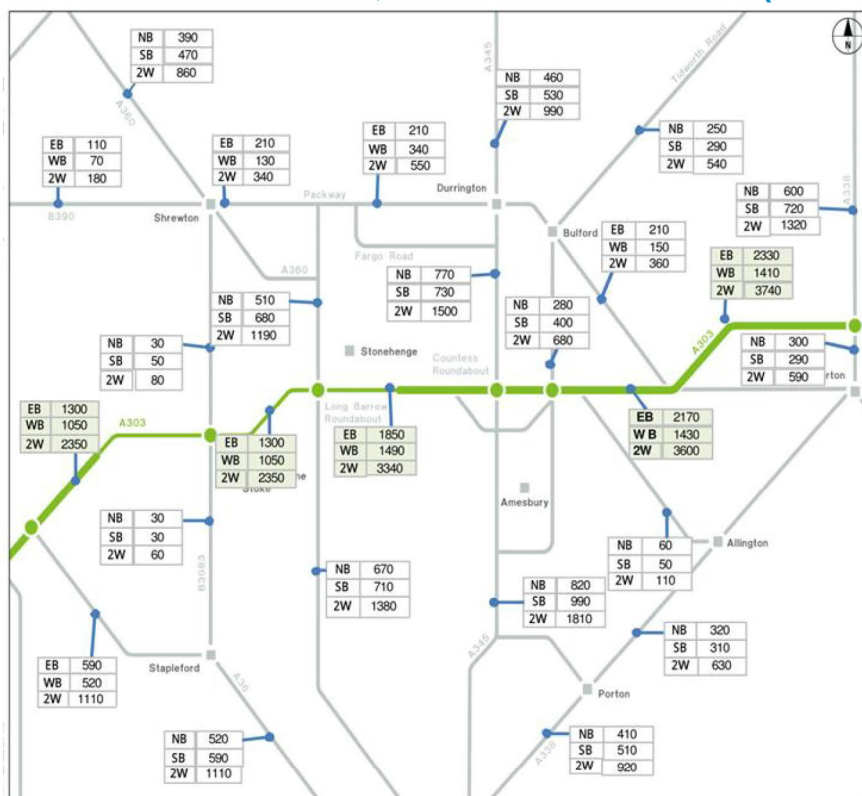 N
NB 390
SB 470
2W 860
A360
A345
NB 460
SB 530
2W 990
Tidworth Road
NB 250
SB 290
2W 540
A338
NB 600
SB 720
2W 1320
EB 110
WB 70
2W 180
B390
Shrewton
EB 210
WB 130
2W 340
Packway
EB 210
WB 340
2W 550
Durrington
Bulford
EB 210
WB 150
2W 360
EB 2330
WB 1410
2W 3740
A360
Fargo Road
NB 510
SB 680
2W 1190
NB 770
SB 730
2W 1500
NB 280
SB 400
2W 680
A303
NB 300
SB 290
2W 590
NB 30
SB 50
2W 80
Stonehenge
Countess
Roundabout
Long Barrow
Roundabout
EB 1300
WB 1050
2W 2350
A303
EB 1300
WB 1050
2W 2350
EB 1850
WB 1490
2W 3340
EB 2170
WB 1430
2W 3600
Amesbury
NB 30
SB 30
2W 60
B3083
NB 60
SB 50
2W 110
Allington
NB 670
SB 710
2W 1380
NB 820
SB 990
2W 1810
A345
NB 320
SB 310
2W 630
EB 590
WB 520
2W 1110
Stapleford
A36
Porton
NB 520
SB 590
2W 1110
NB 410
SB 510
2W 920
A338